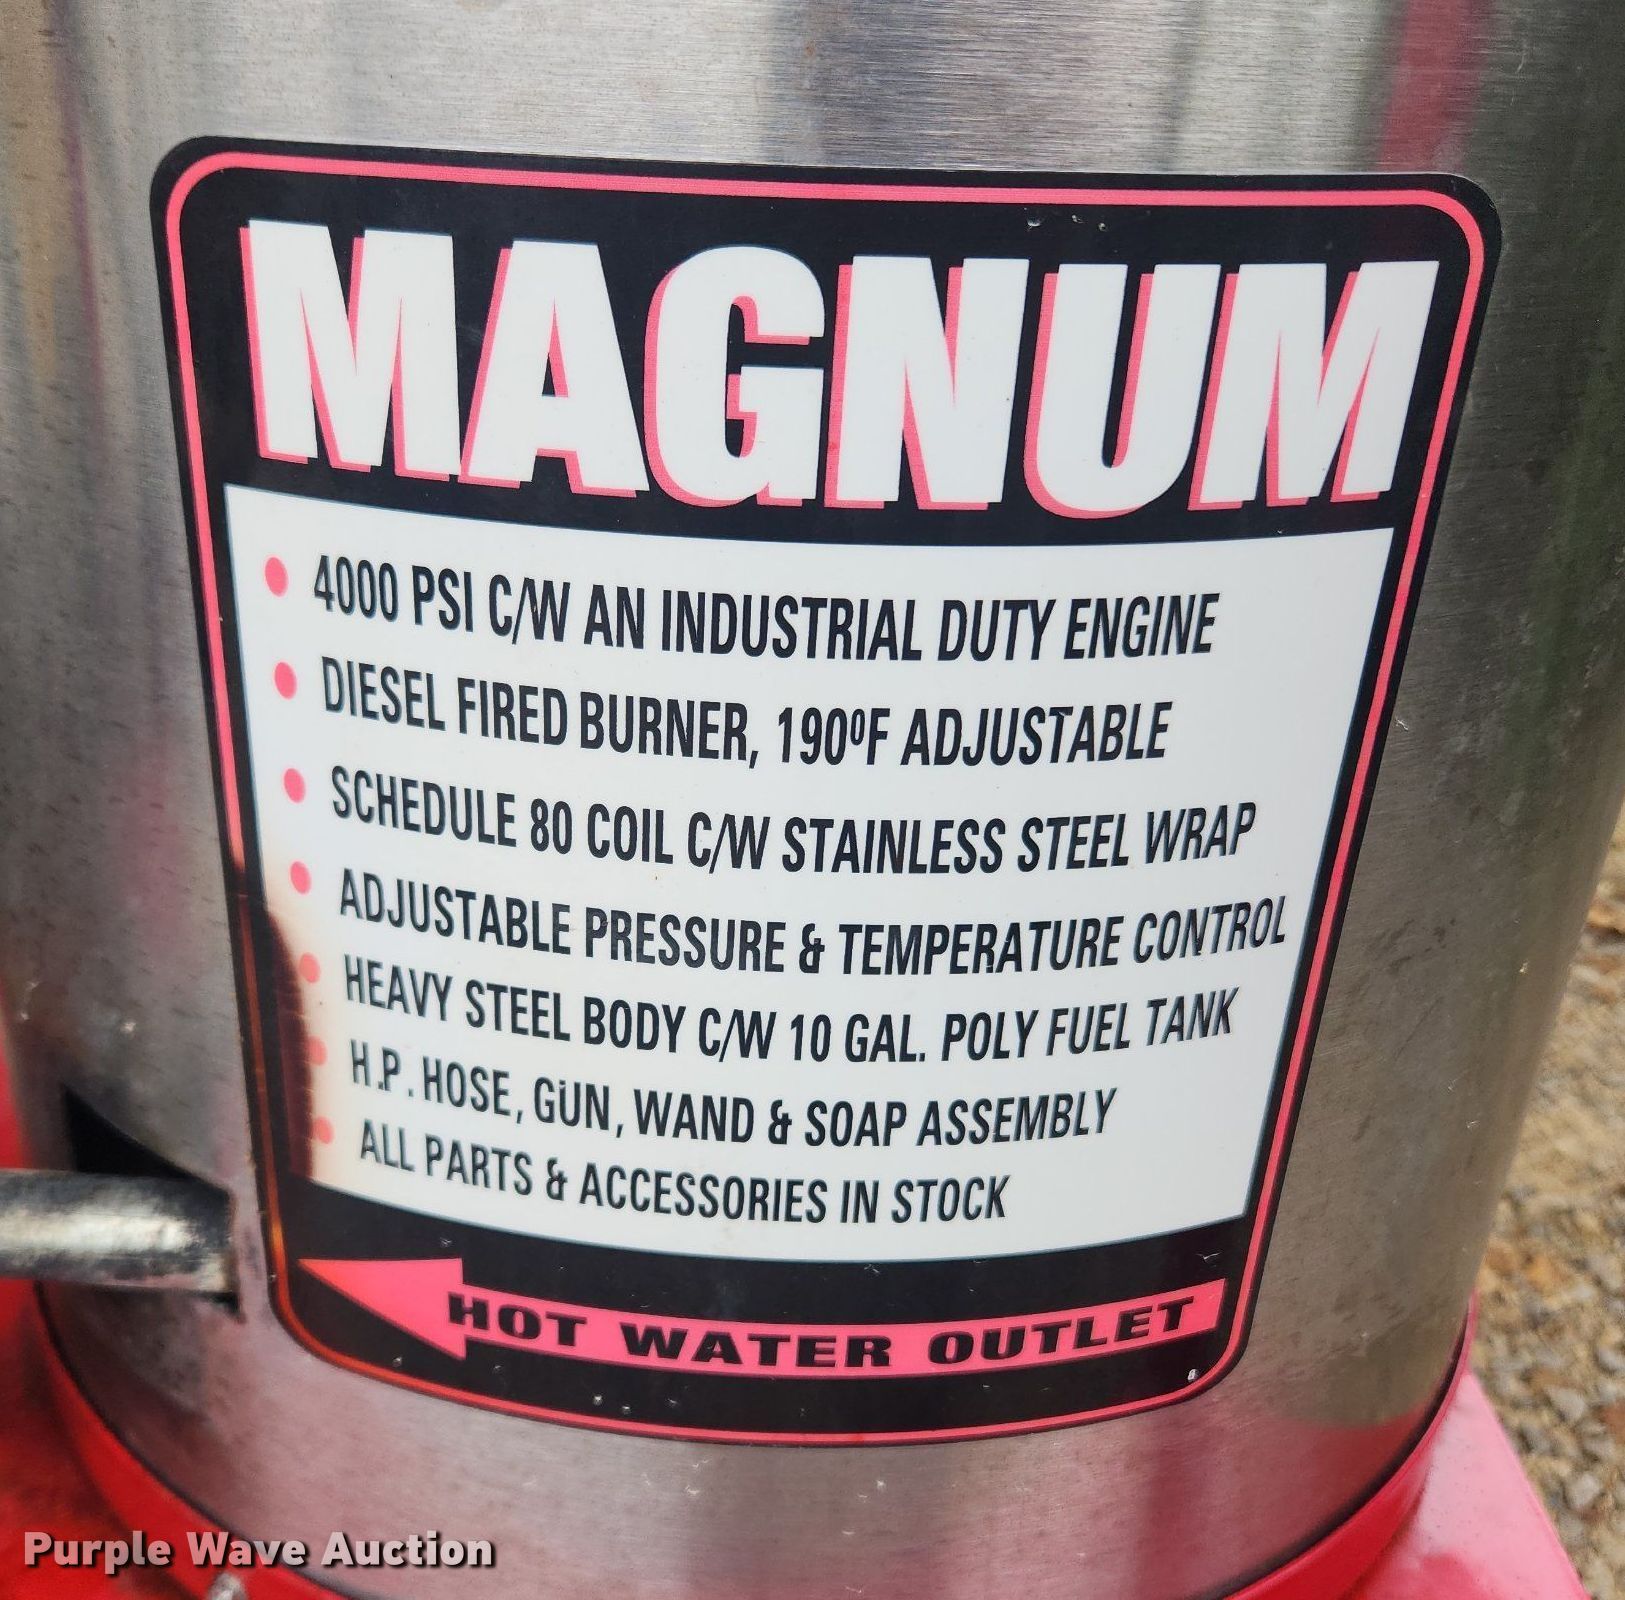 MAGNUM
4000 PSI C/W AN INDUSTRIAL DUTY ENGINE
DIESEL FIRED BURNER, 190ºF ADJUSTABLE
SCHEDULE 80 COIL C/W STAINLESS STEEL WRAP
ADJUSTABLE PRESSURE & TEMPERATURE CONTROL
HEAVY STEEL BODY C/W 10 GAL. POLY FUEL TANK
H.P. HOSE, GUN, WAND & SOAP ASSEMBLY
ALL PARTS & ACCESSORIES IN STOCK
HOT WATER OUTLET
Purple Wave Auction